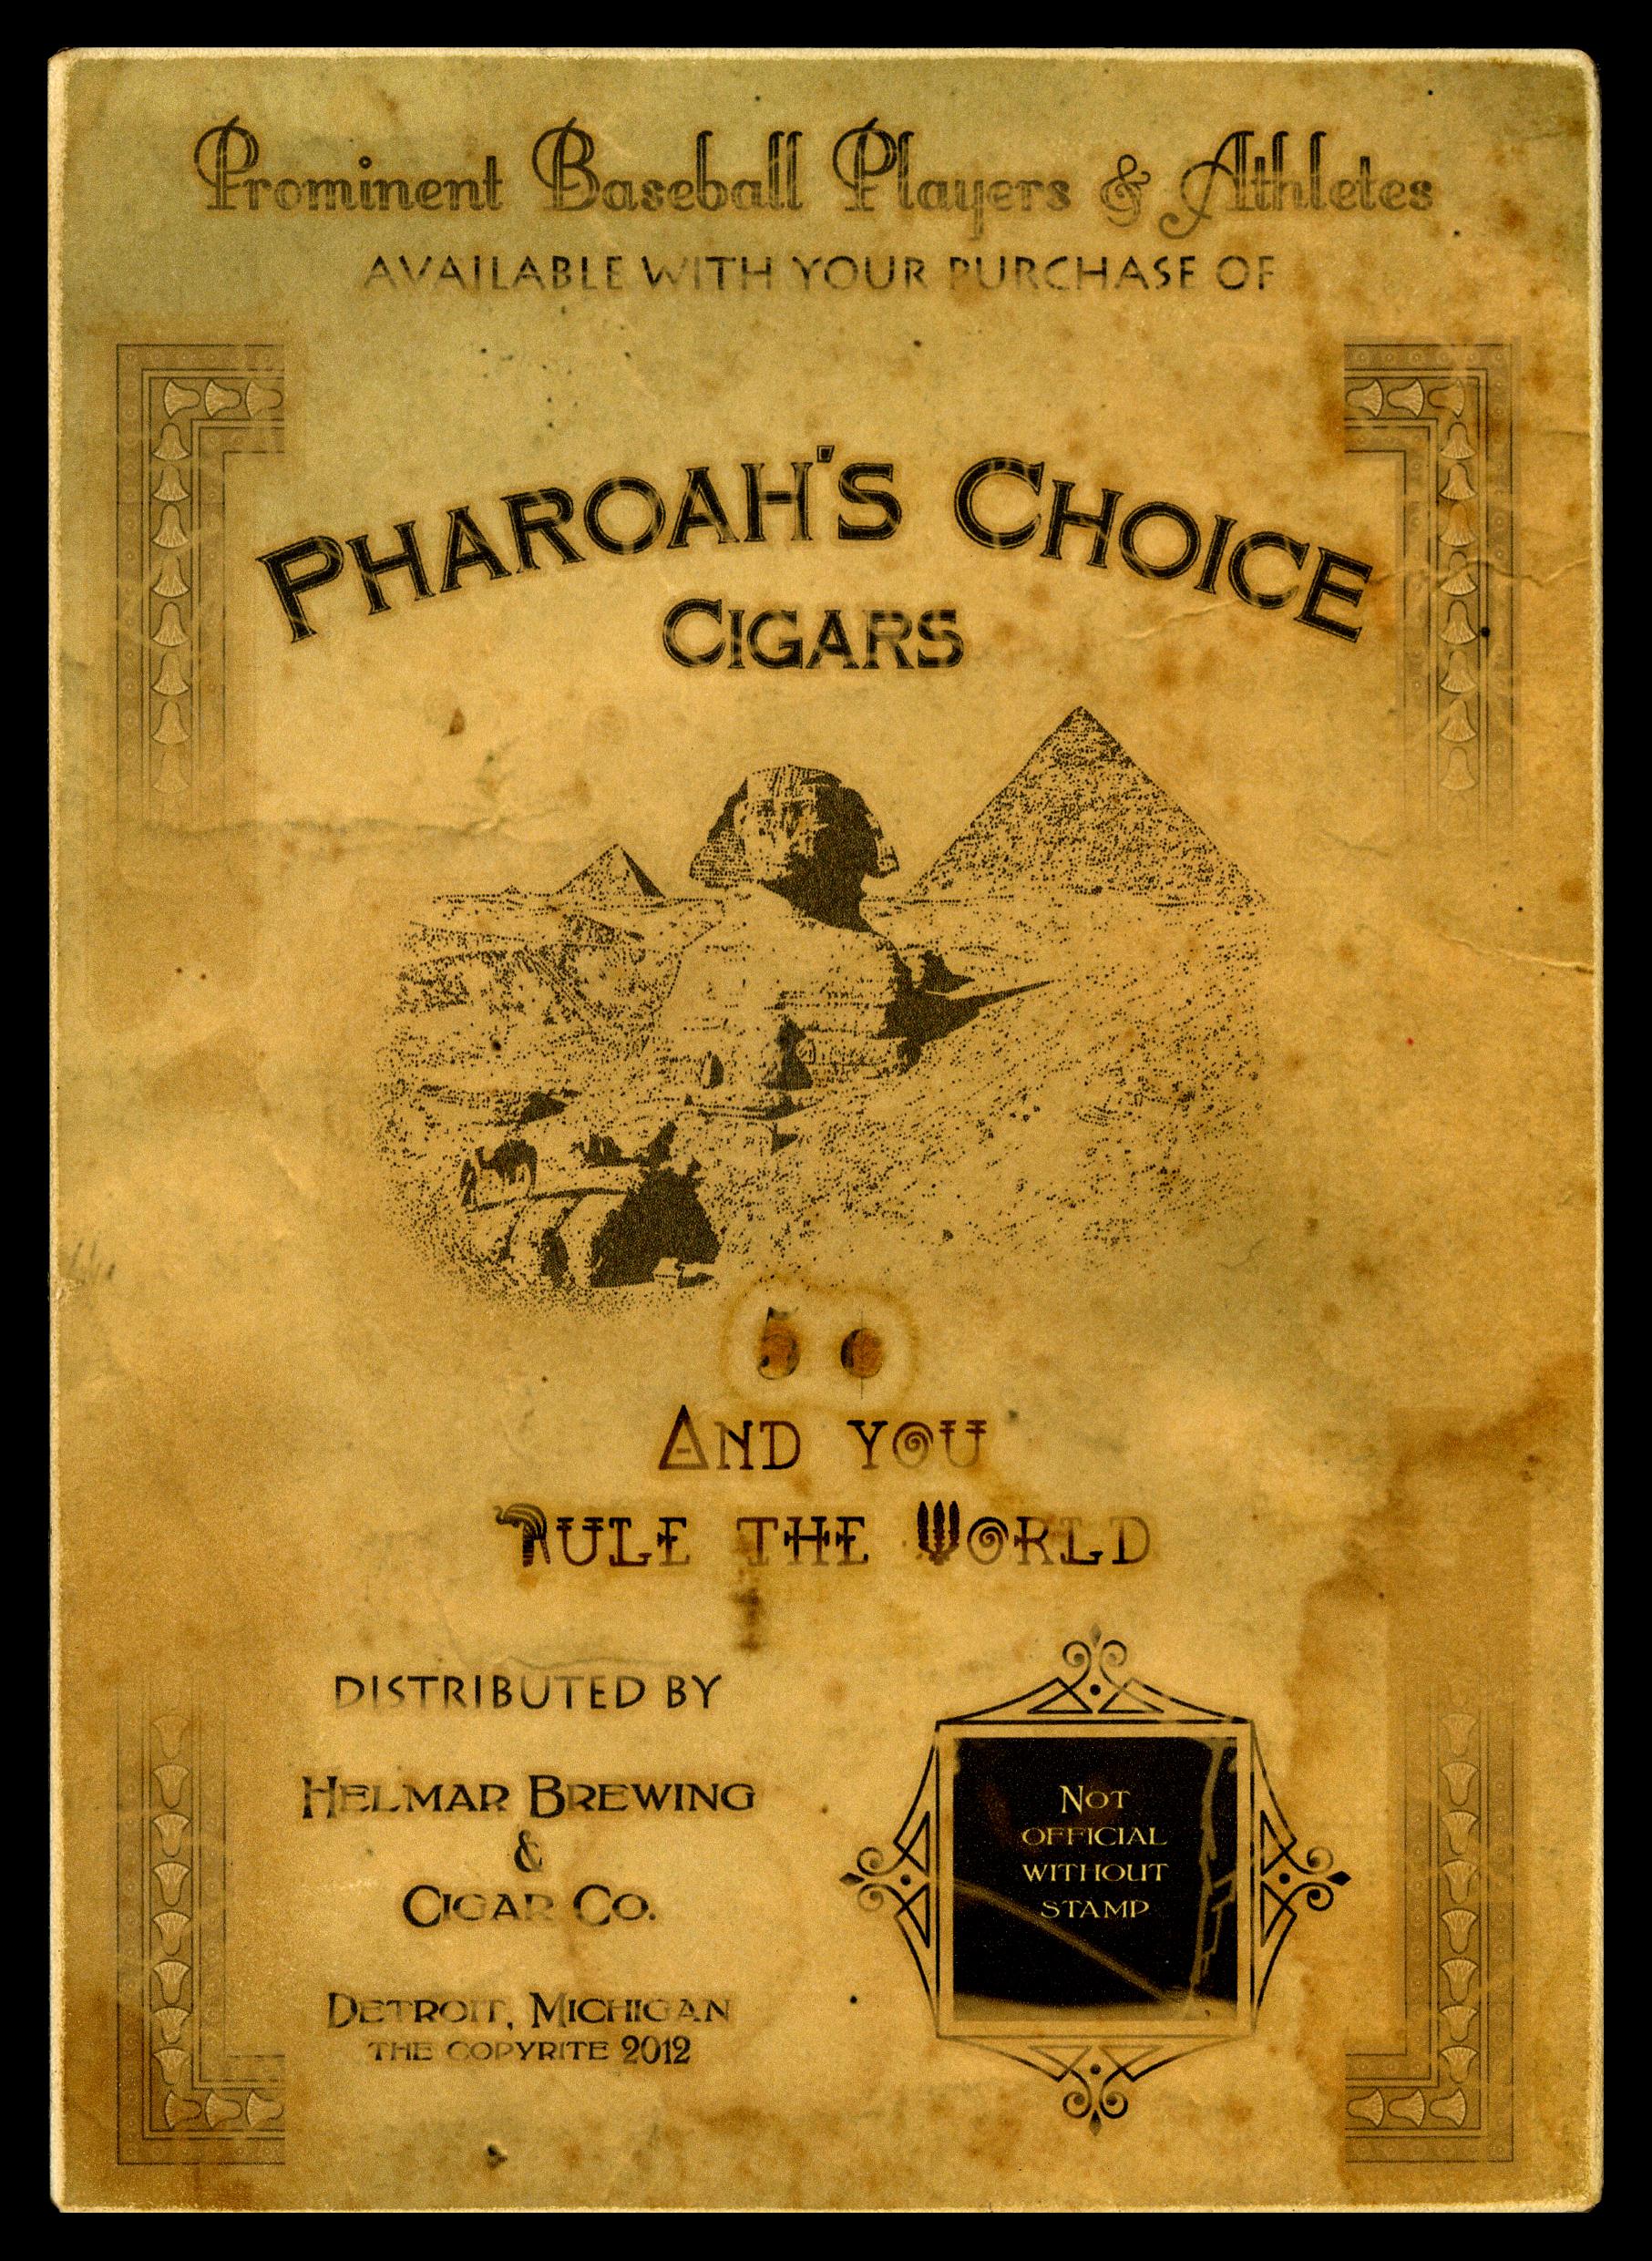 Prominent Baseball Players & Athletes
AVAILABLE WITH YOUR PURCHASE OF
PHAROAH'S CHOICE
CIGARS
5 ¢
AND YOU
RULE THE WORLD
DISTRIBUTED BY
HELMAR BREWING
&
CIGAR CO.
DETROIT, MICHIGAN
THE COPYRITE 2012
NOT
OFFICIAL
WITHOUT
STAMP